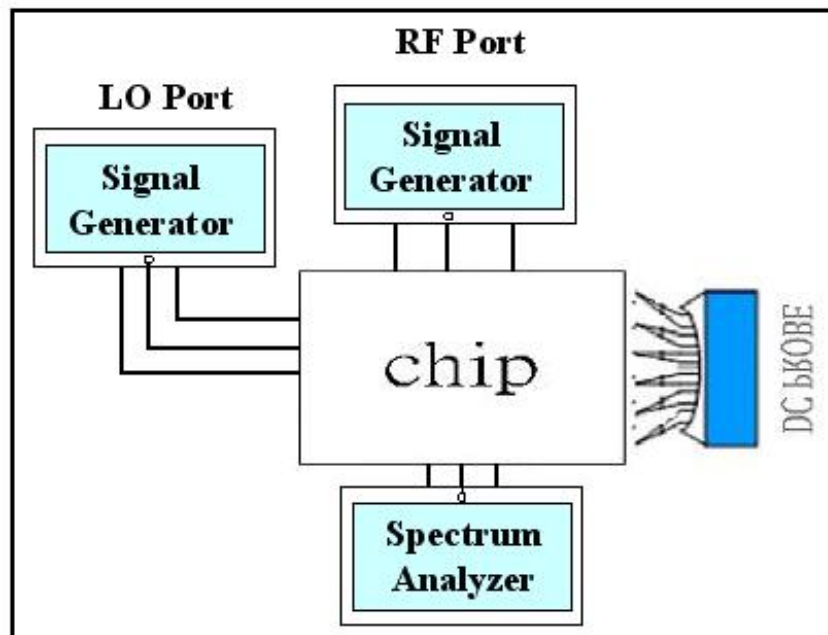 RF Port
LO Port
Signal
Generator
Signal
Generator
chip
DC PROBE
Spectrum
Analyzer